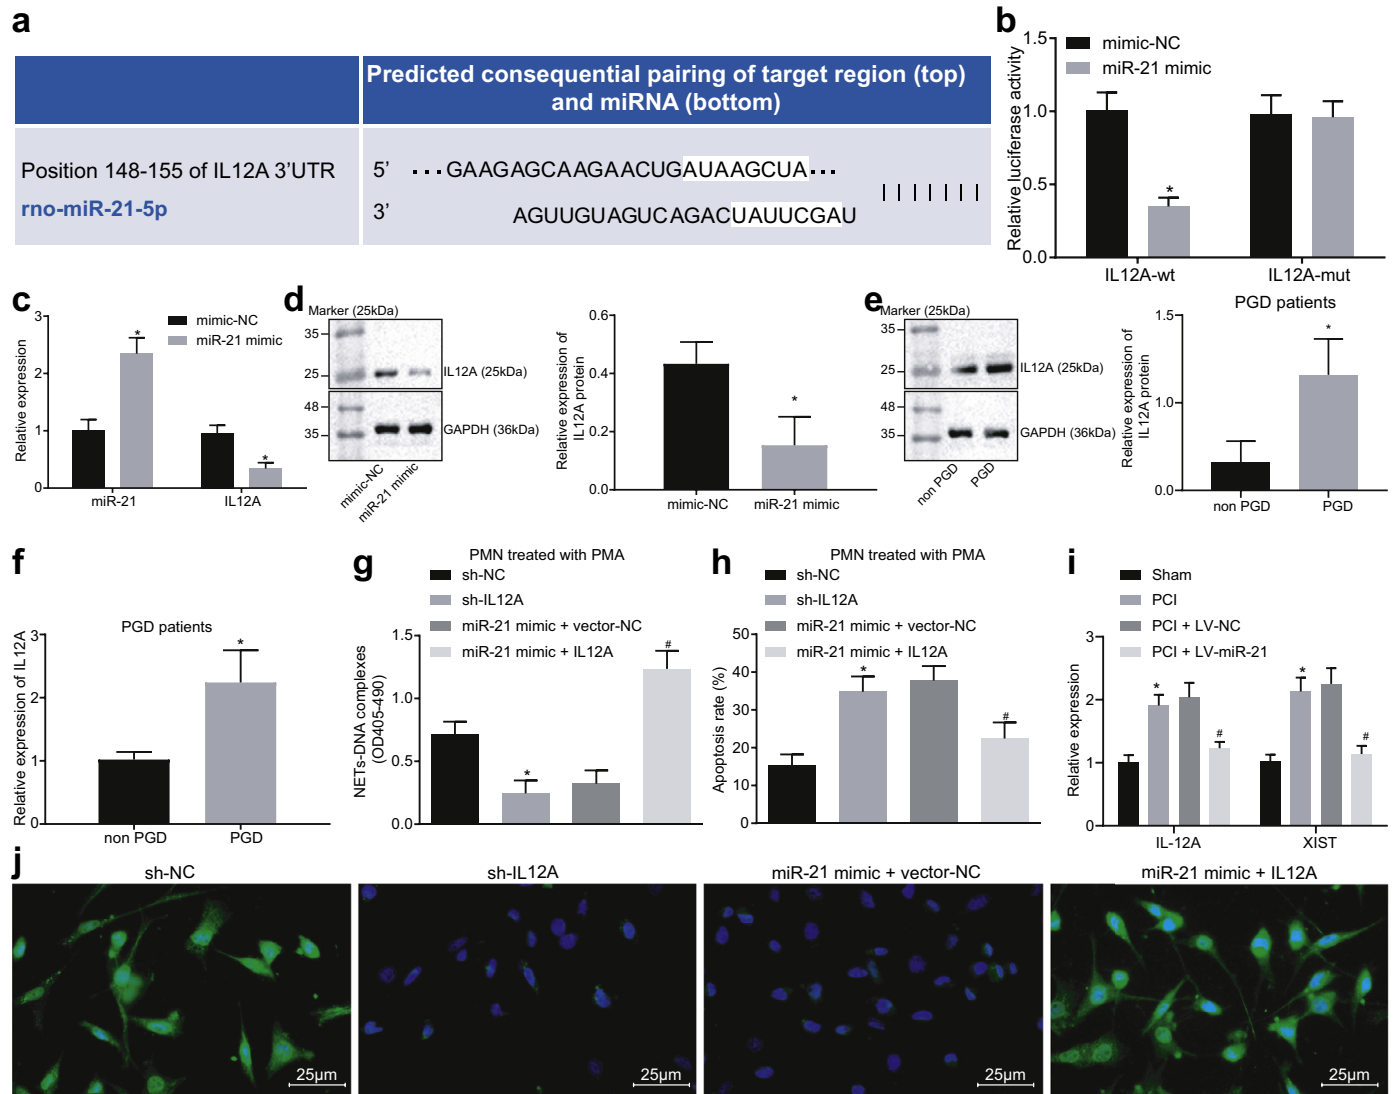 a
Predicted consequential pairing of target region (top)
and miRNA (bottom)
Position 148-155 of IL12A 3'UTR
5' ...GAAGAGCAAGAACUGAUAAGCUA...
rno-miR-21-5p
3' AGUUGUAGUCAGACUAUUCGAU
b
mimic-NC
miR-21 mimic
Relative luciferase activity
1.5
1.0
0.5
0.0
*
IL12A-wt
IL12A-mut
c
mimic-NC
miR-21 mimic
Relative expression
3
2
1
0
*
*
miR-21
IL12A
d
Marker (25kDa)
35
25
IL12A (25kDa)
48
35
GAPDH (36kDa)
mimic-NC
miR-21 mimic
Relative expression of
IL12A protein
0.6
0.4
0.2
0.0
*
mimic-NC
miR-21 mimic
e
Marker (25kDa)
35
25
IL12A (25kDa)
48
35
GAPDH (36kDa)
non PGD
PGD
PGD patients
Relative expression of
IL12A protein
1.5
1.0
0.0
*
non PGD
PGD
f
PGD patients
Relative expression of IL12A
3
2
1
0
*
non PGD
PGD
g
PMN treated with PMA
sh-NC
sh-IL12A
miR-21 mimic + vector-NC
miR-21 mimic + IL12A
NETs-DNA complexes
(OD405-490)
1.5
1.0
0.5
0.0
*
#
h
PMN treated with PMA
sh-NC
sh-IL12A
miR-21 mimic + vector-NC
miR-21 mimic + IL12A
Apoptosis rate (%)
50
40
30
20
10
0
*
#
i
Sham
PCI
PCI + LV-NC
PCI + LV-miR-21
Relative expression
3
2
1
0
*
#
*
#
IL-12A
XIST
j
sh-NC
sh-IL12A
miR-21 mimic + vector-NC
miR-21 mimic + IL12A
25μm
25μm
25μm
25μm